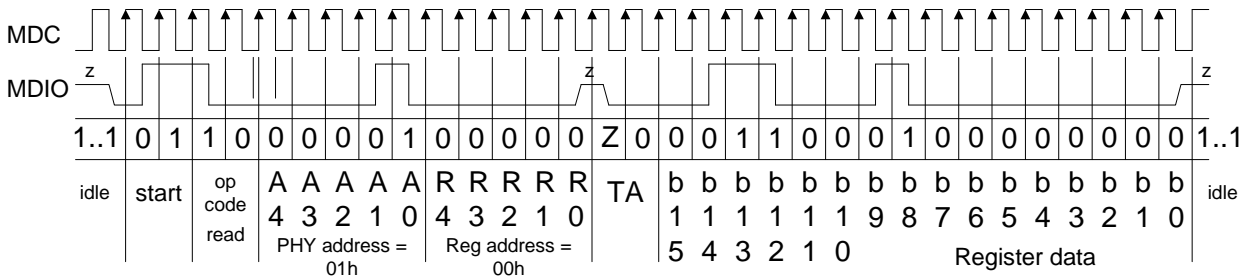 MDC
z z z
MDIO
1..1 0 1 1 0 0 0 0 0 1 0 0 0 0 0 Z 0 0 0 1 1 0 0 0 1 0 0 0 0 0 0 0 0 1..1
idle start op code read A A A A A R R R R R TA b b b b b b b b b b b b b b b b idle
4 3 2 1 0 4 3 2 1 0 1 1 1 1 1 1 9 8 7 6 5 4 3 2 1 0
5 4 3 2 1 0
PHY address =
01h
Reg address =
00h
Register data